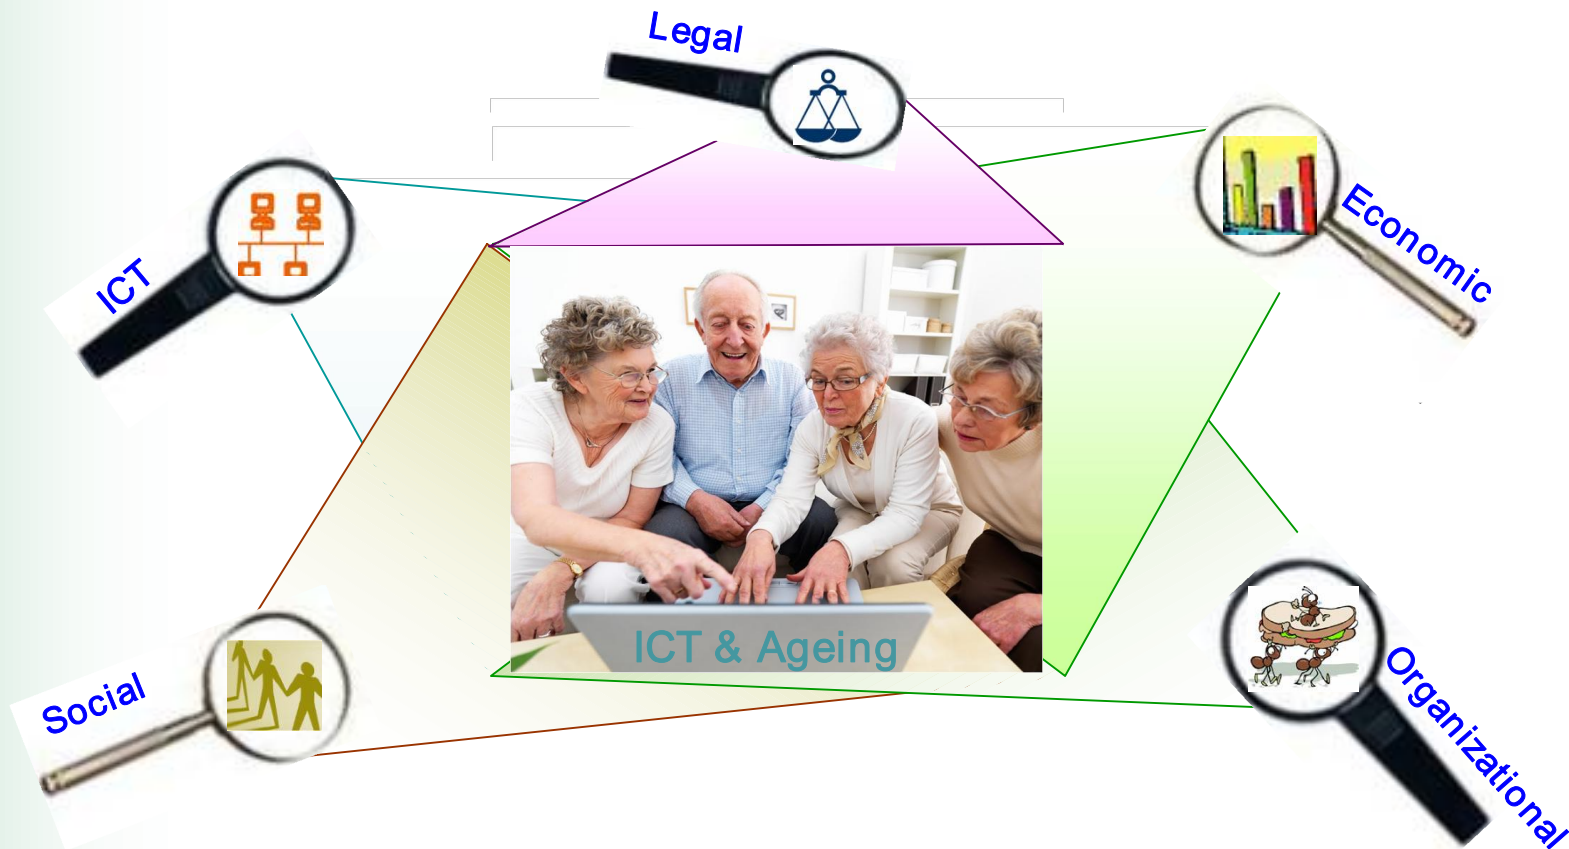 Legal
Economic
ICT
ICT & Ageing
Social
Organizational